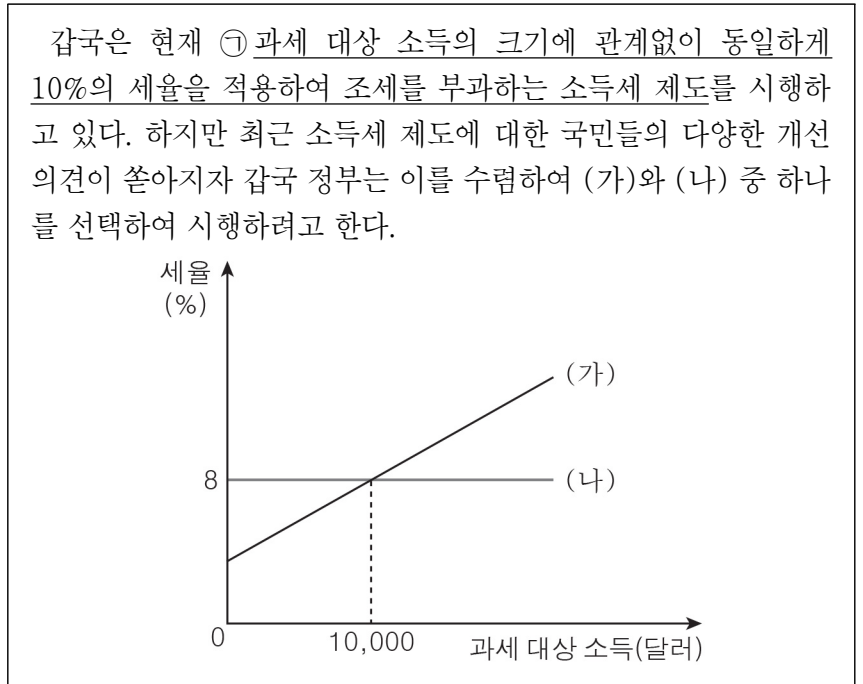 갑국은 현재 ㉠과세 대상 소득의 크기에 관계없이 동일하게
10%의 세율을 적용하여 조세를 부과하는 소득세 제도를 시행하
고 있다. 하지만 최근 소득세 제도에 대한 국민들의 다양한 개선
의견이 쏟아지자 갑국 정부는 이를 수렴하여 (가)와 (나) 중 하나
를 선택하여 시행하려고 한다.
세율
(%)
(가)
8
(나)
0
10,000
과세 대상 소득(달러)